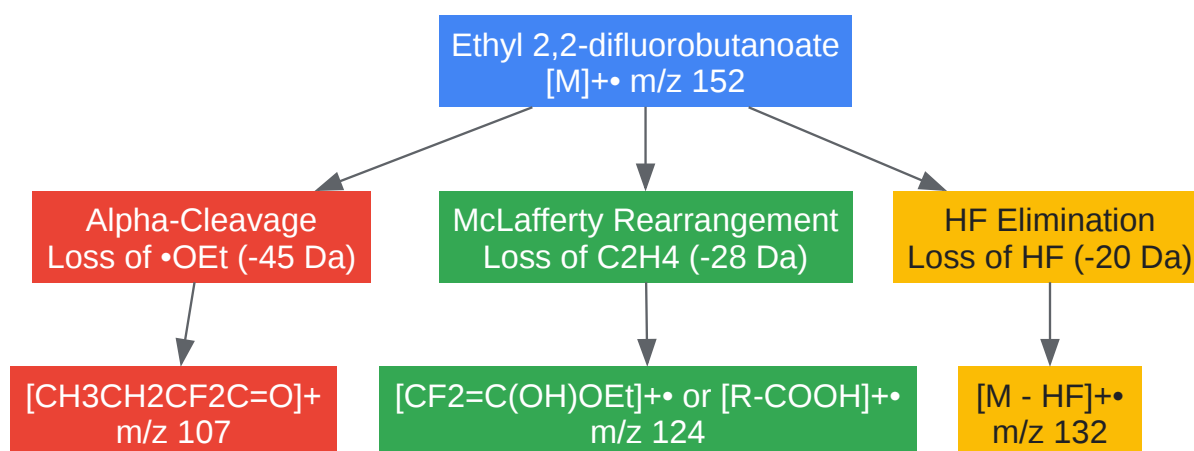 Ethyl 2,2-difluorobutanoate
[M]+• m/z 152
Alpha-Cleavage
Loss of •OEt (-45 Da)
McLafferty Rearrangement
Loss of C2H4 (-28 Da)
HF Elimination
Loss of HF (-20 Da)
[CH3CH2CF2C=O]+
m/z 107
[CF2=C(OH)OEt]+• or [R-COOH]+•
m/z 124
[M - HF]+•
m/z 132